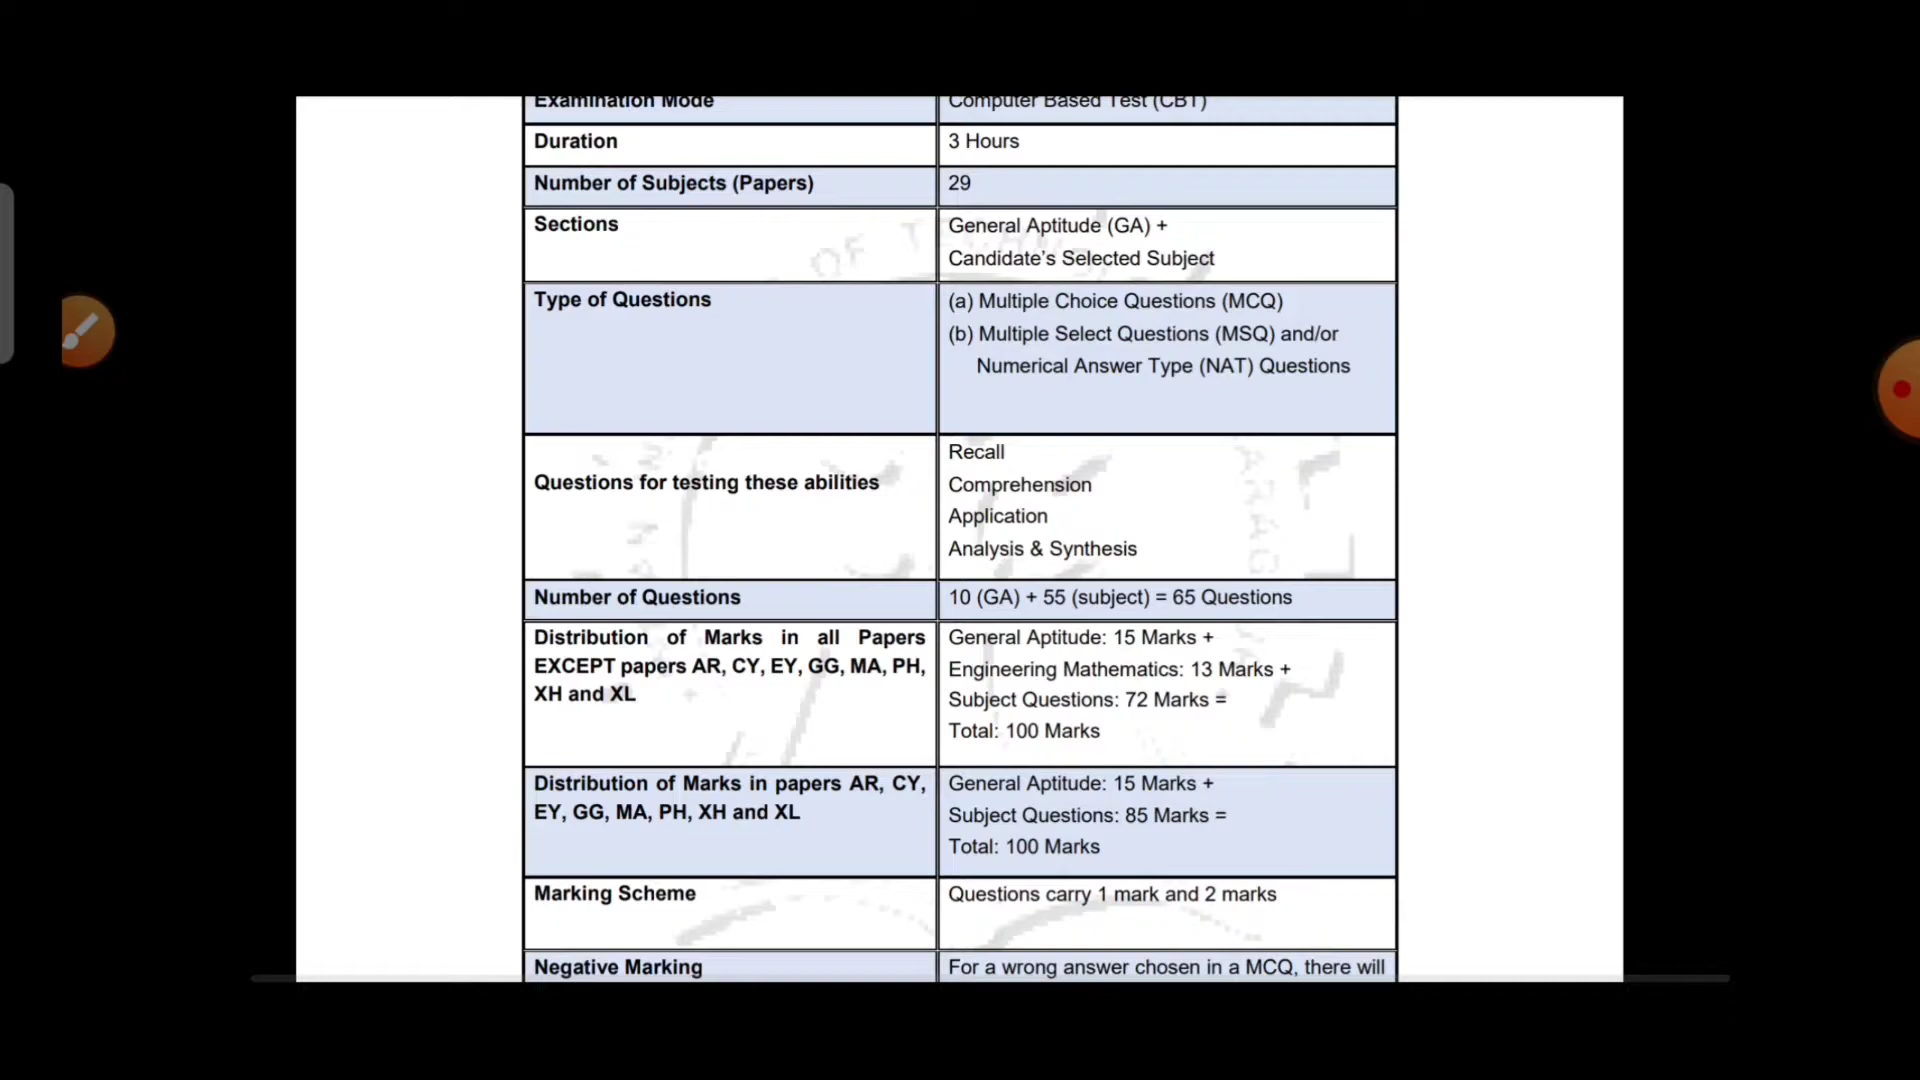 Examination Mode
Computer Based Test (CBT)
Duration
3 Hours
Number of Subjects (Papers)
29
Sections
General Aptitude (GA) +
Candidate’s Selected Subject
Type of Questions
(a) Multiple Choice Questions (MCQ)
(b) Multiple Select Questions (MSQ) and/or
Numerical Answer Type (NAT) Questions
Questions for testing these abilities
Recall
Comprehension
Application
Analysis & Synthesis
Number of Questions
10 (GA) + 55 (subject) = 65 Questions
Distribution of Marks in all Papers
EXCEPT papers AR, CY, EY, GG, MA, PH,
XH and XL
General Aptitude: 15 Marks +
Engineering Mathematics: 13 Marks +
Subject Questions: 72 Marks =
Total: 100 Marks
Distribution of Marks in papers AR, CY,
EY, GG, MA, PH, XH and XL
General Aptitude: 15 Marks +
Subject Questions: 85 Marks =
Total: 100 Marks
Marking Scheme
Questions carry 1 mark and 2 marks
Negative Marking
For a wrong answer chosen in a MCQ, there will